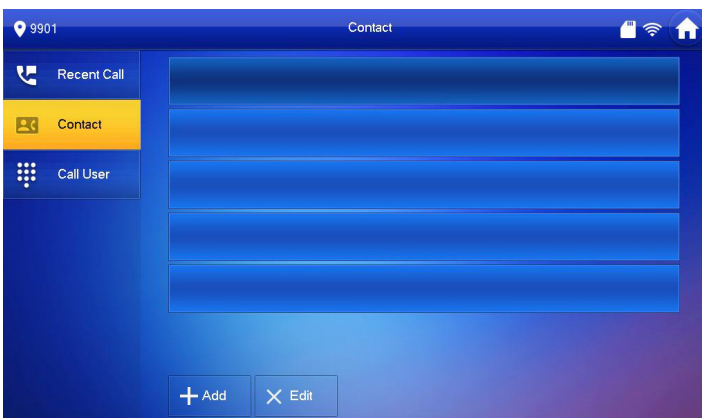 9901
Contact
Recent Call
Contact
Call User
Add
Edit